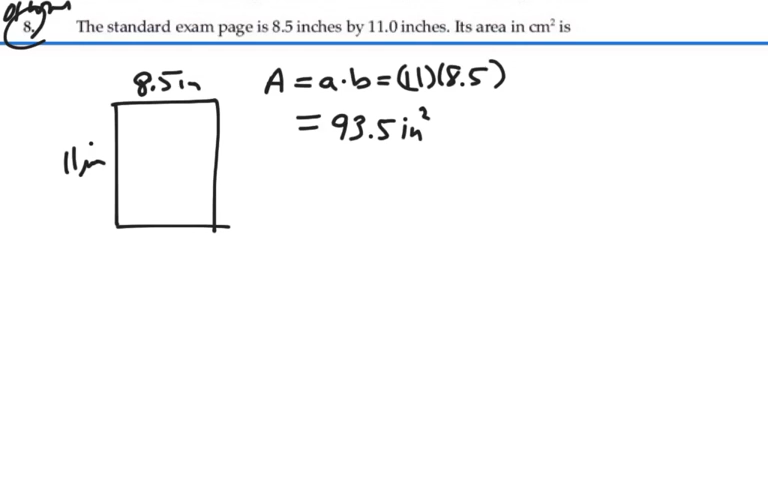 8. The standard exam page is 8.5 inches by 11.0 inches. Its area in cm² is
8.5in
A = a·b = (11)(8.5)
= 93.5 in²
11in